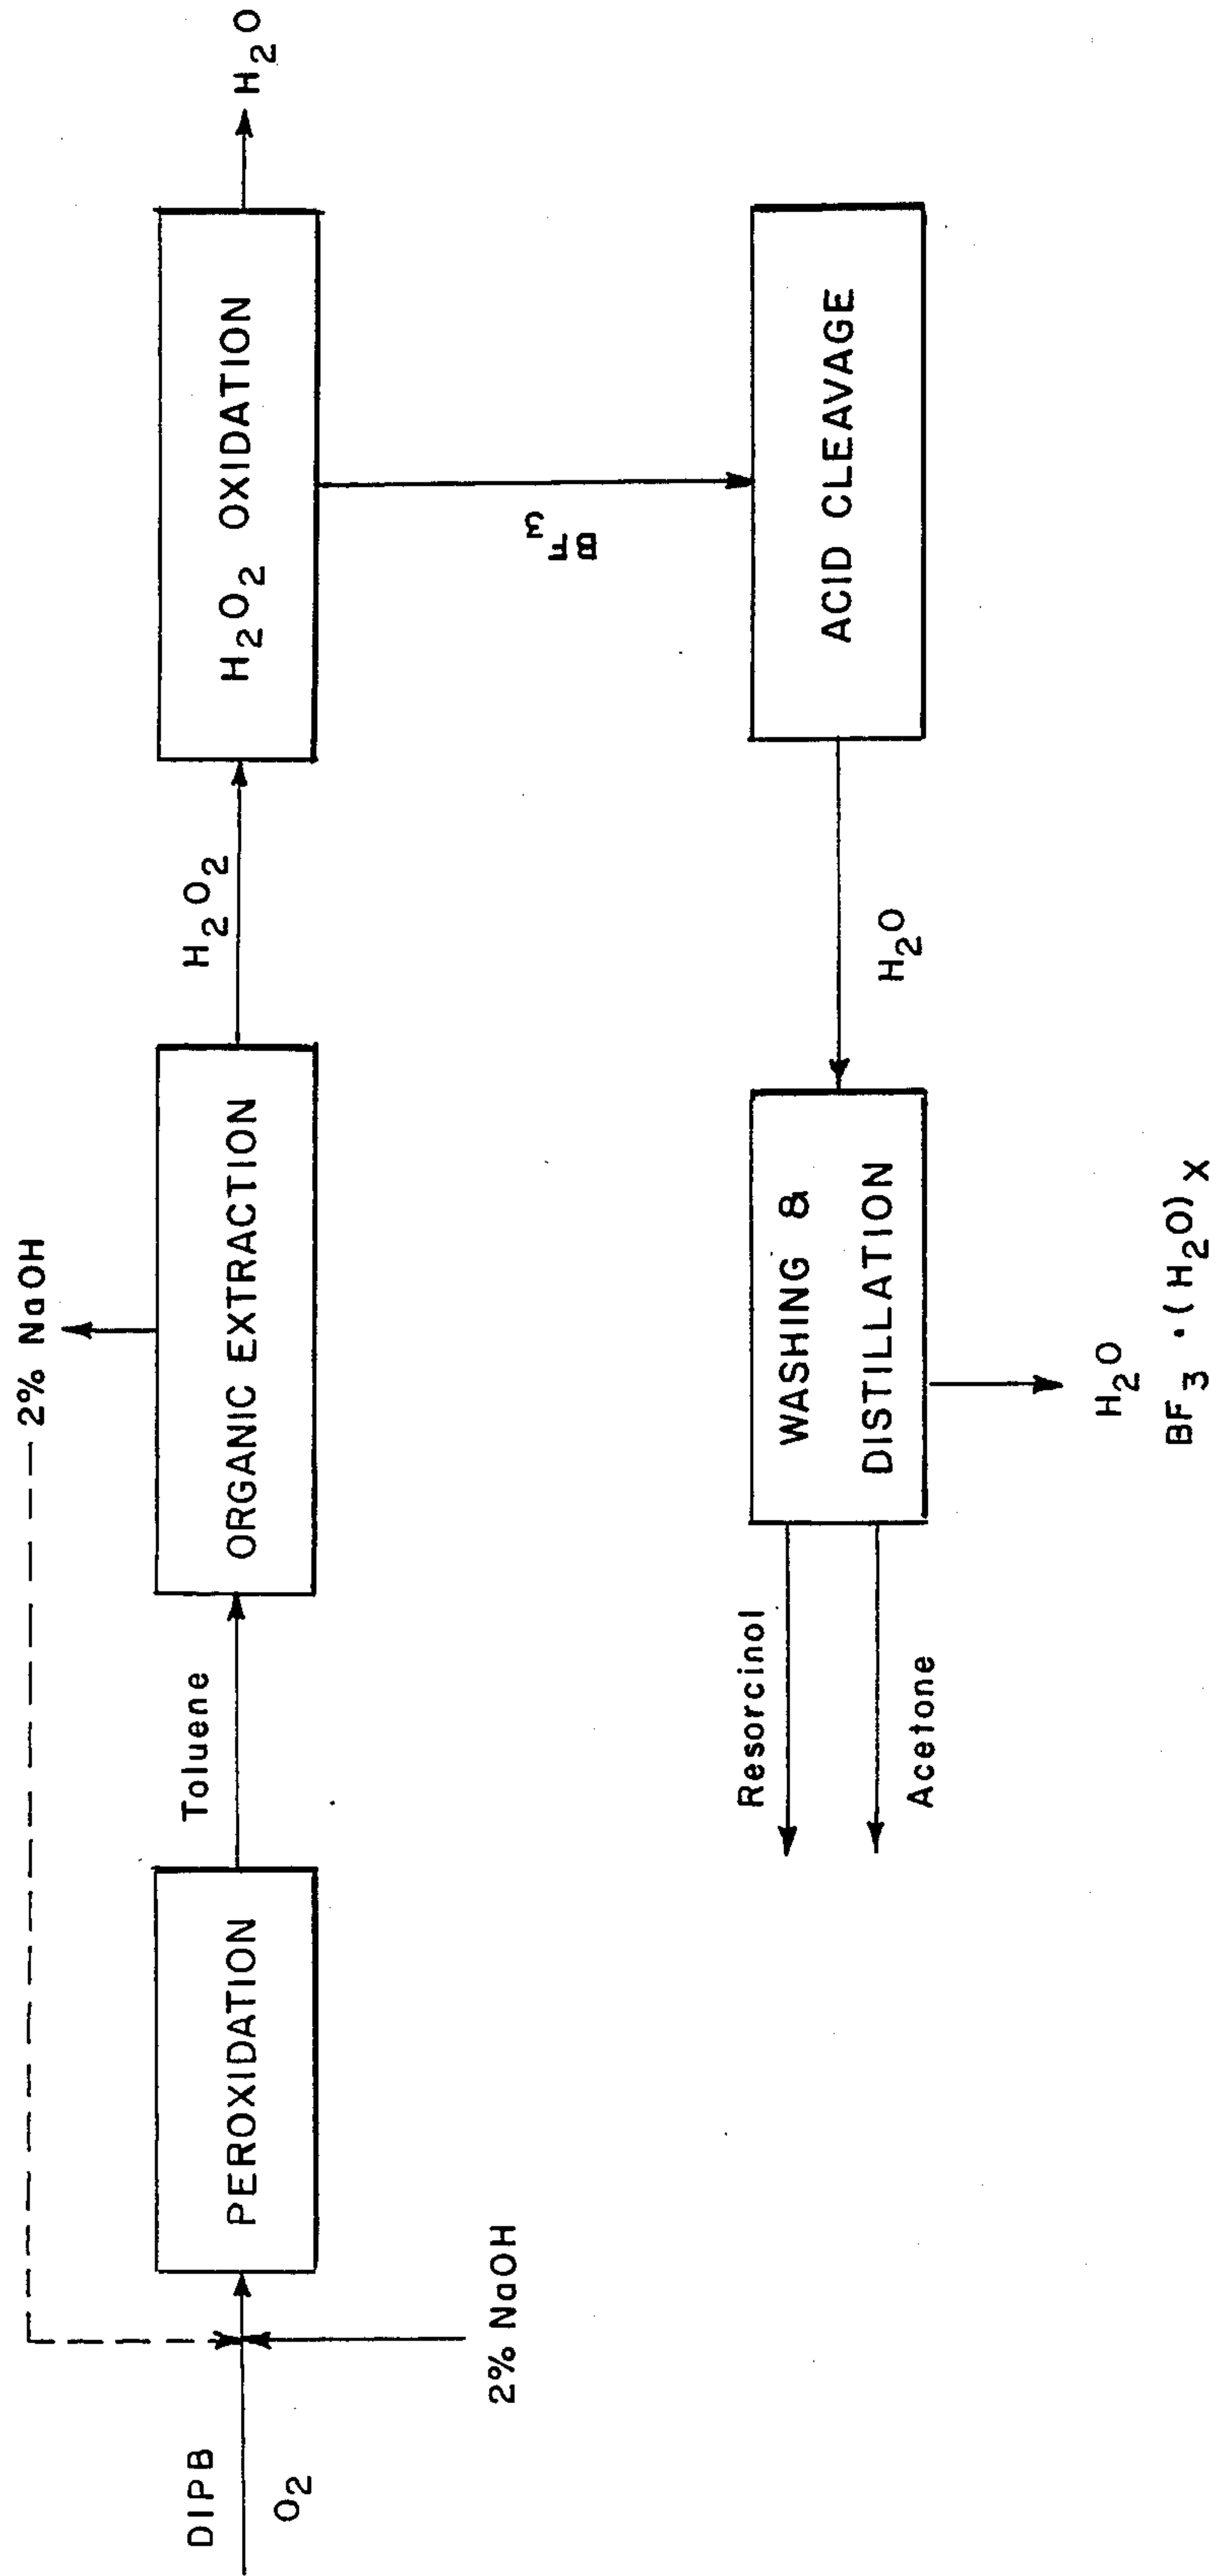 2% NaOH
DIPB
O2
2% NaOH
PEROXIDATION
Toluene
ORGANIC EXTRACTION
H2O2
H2O2 OXIDATION
H2O
BF3
ACID CLEAVAGE
H2O
WASHING &
DISTILLATION
Resorcinol
Acetone
H2O
BF3 · (H2O)X